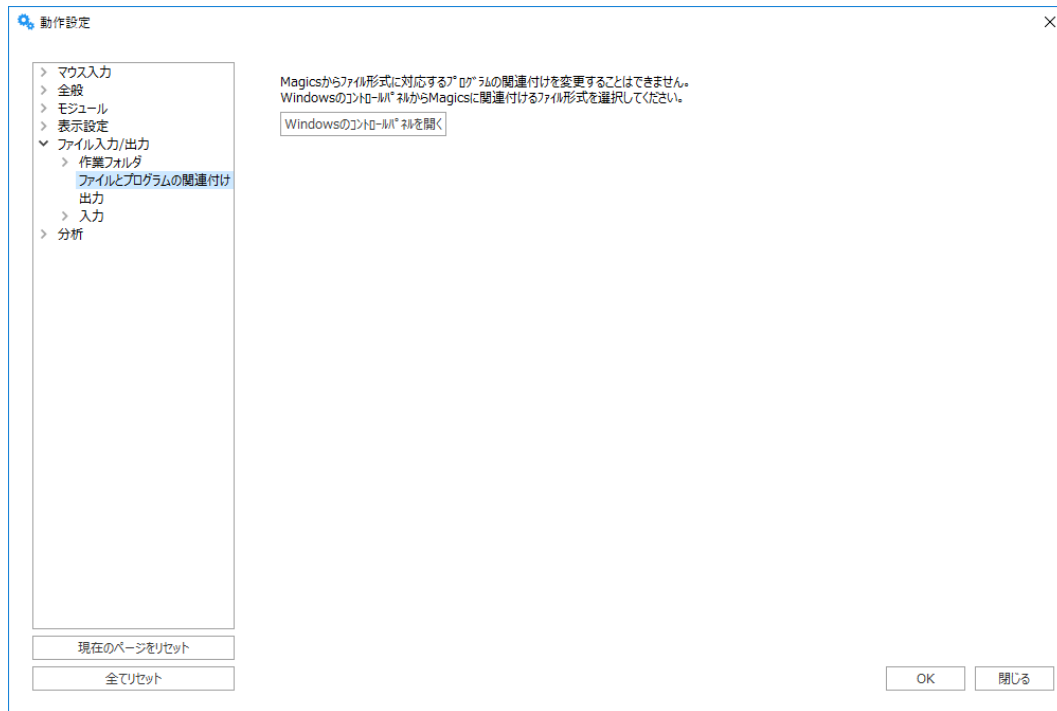 動作設定
マウス入力
全般
モジュール
表示設定
ファイル入力/出力
作業フォルダ
ファイルとプログラムの関連付け
出力
入力
分析
Magicsからﾌｧｲﾙ形式に対応するﾌﾟﾛｸﾞﾗﾑの関連付けを変更することはできません。
WindowsのｺﾝﾄﾛｰﾙﾊﾟﾈﾙからMagicsに関連付けるﾌｧｲﾙ形式を選択してください。
Windowsのｺﾝﾄﾛｰﾙﾊﾟﾈﾙを開く
現在のページをリセット
全てリセット
OK
閉じる